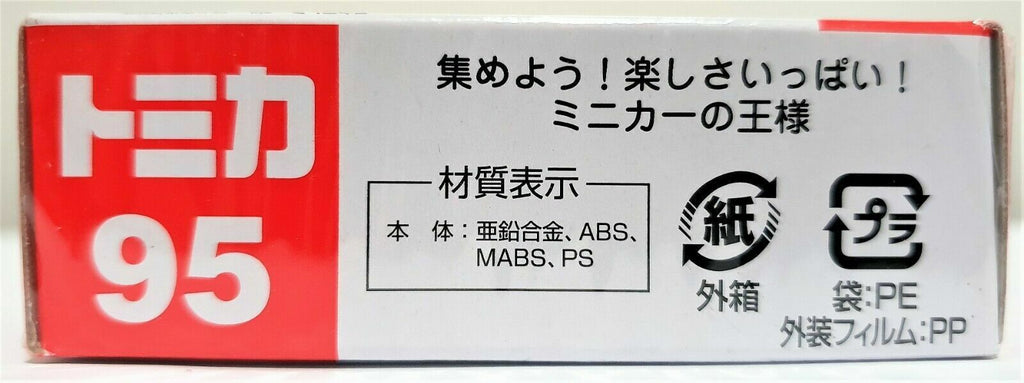 トミカ
95
集めよう!楽しさいっぱい!
ミニカーの王様
材質表示
本 体:亜鉛合金、ABS、
MABS、PS
紙
外箱
プラ
袋:PE
外装フィルム:PP